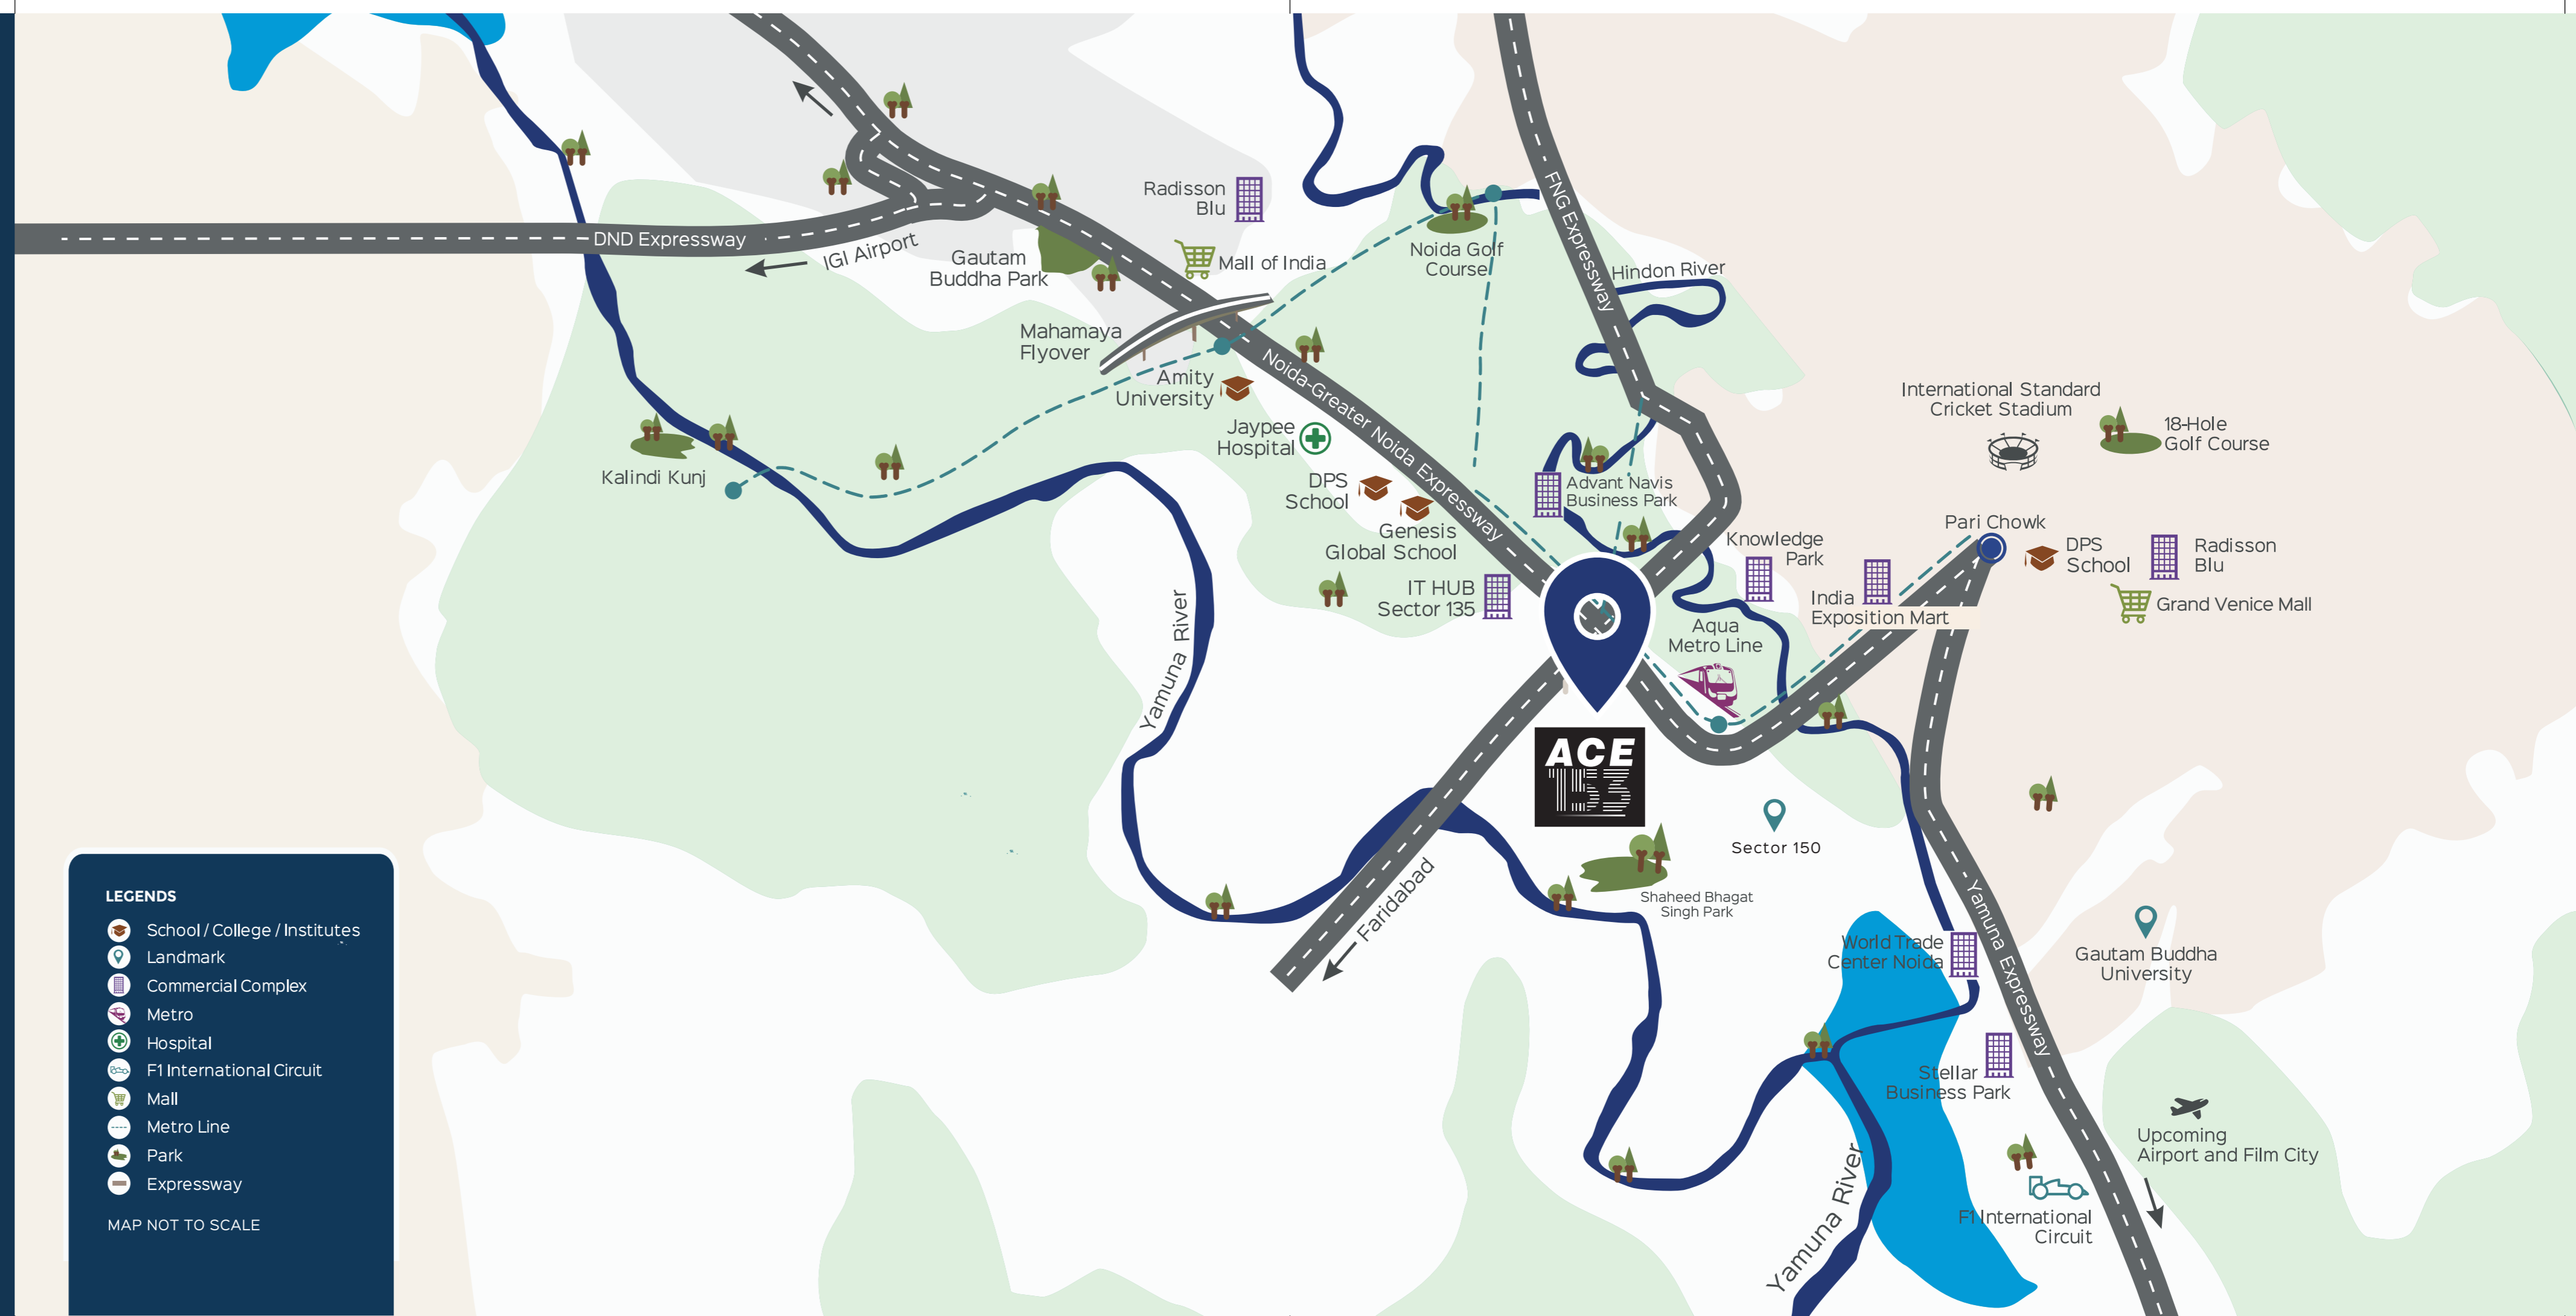 Radisson
Blu
DND Expressway
IGI Airport
Gautam
Buddha Park
Mall of India
Noida Golf
Course
FNG Expressway
Hindon River
Mahamaya
Flyover
Amity
University
Noida-Greater Noida Expressway
Jaypee
Hospital
Kalindi Kunj
DPS
School
Genesis
Global School
IT HUB
Sector 135
Advant Navis
Business Park
International Standard
Cricket Stadium
18-Hole
Golf Course
Pari Chowk
Knowledge
Park
DPS
School
Radisson
Blu
India
Exposition Mart
Grand Venice Mall
Aqua
Metro Line
Yamuna River
ACE
153
Sector 150
Faridabad
Shaheed Bhagat
Singh Park
World Trade
Center Noida
Yamuna Expressway
Gautam Buddha
University
Stellar
Business Park
Upcoming
Airport and Film City
F1 International
Circuit
Yamuna River
LEGENDS
School / College / Institutes
Landmark
Commercial Complex
Metro
Hospital
F1 International Circuit
Mall
Metro Line
Park
Expressway
MAP NOT TO SCALE